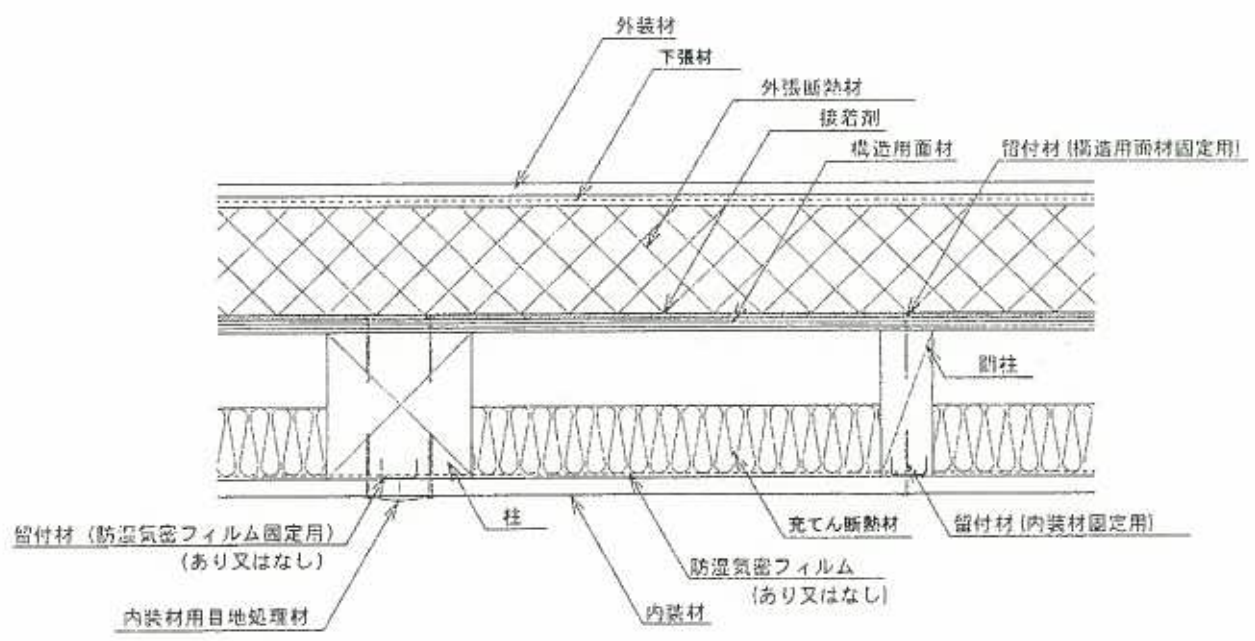 外装材
下張材
外張断熱材
接着剤
構造用面材
留付材(構造用面材固定用)
間柱
留付材(防湿気密フィルム固定用)
(あり又はなし)
柱
充てん断熱材
留付材(内装材固定用)
防湿気密フィルム
(あり又はなし)
内装材用目地処理材
内装材